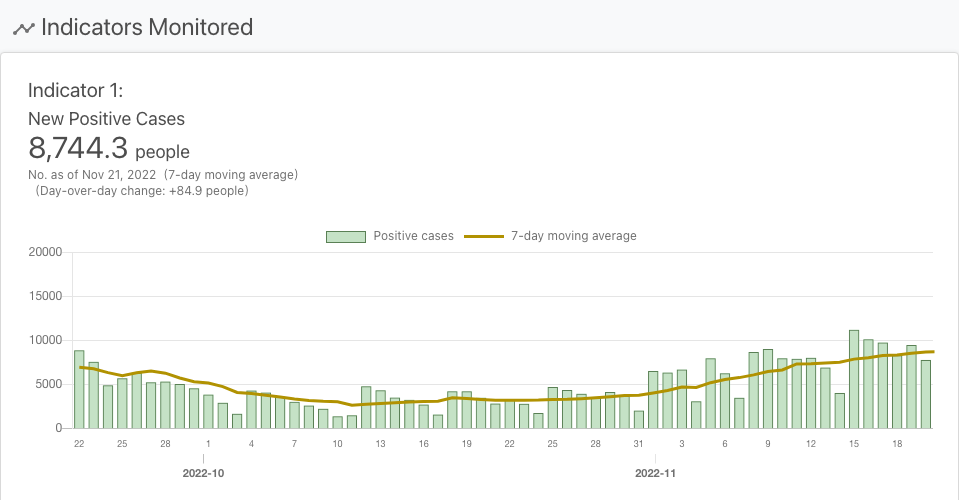 Indicators Monitored
Indicator 1:
New Positive Cases
8,744.3 people
No. as of Nov 21, 2022 (7-day moving average)
(Day-over-day change: +84.9 people)
Positive cases 7-day moving average
20000
15000
10000
5000
0
22 25 28 1 4 7 10 13 16 19 22 25 28 31 3 6 9 12 15 18
2022-10 2022-11